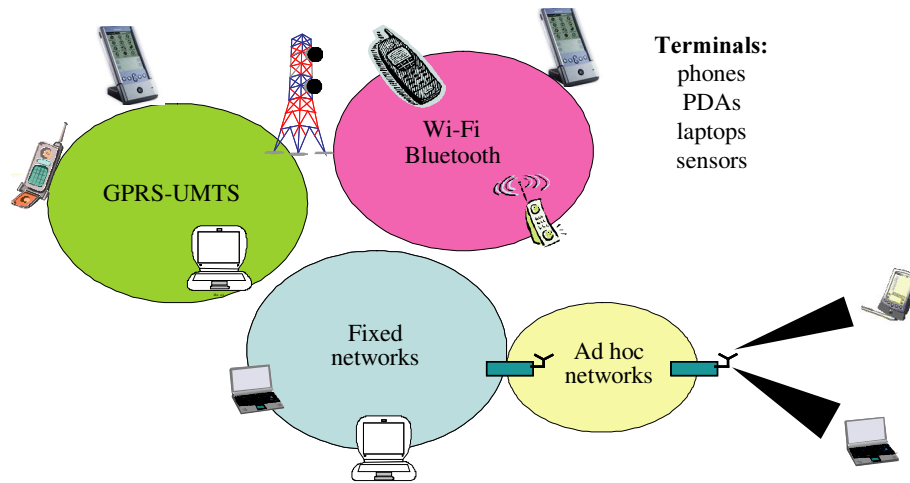 Terminals:
phones
PDAs
laptops
sensors
Wi-Fi
Bluetooth
GPRS-UMTS
Fixed
networks
Ad hoc
networks